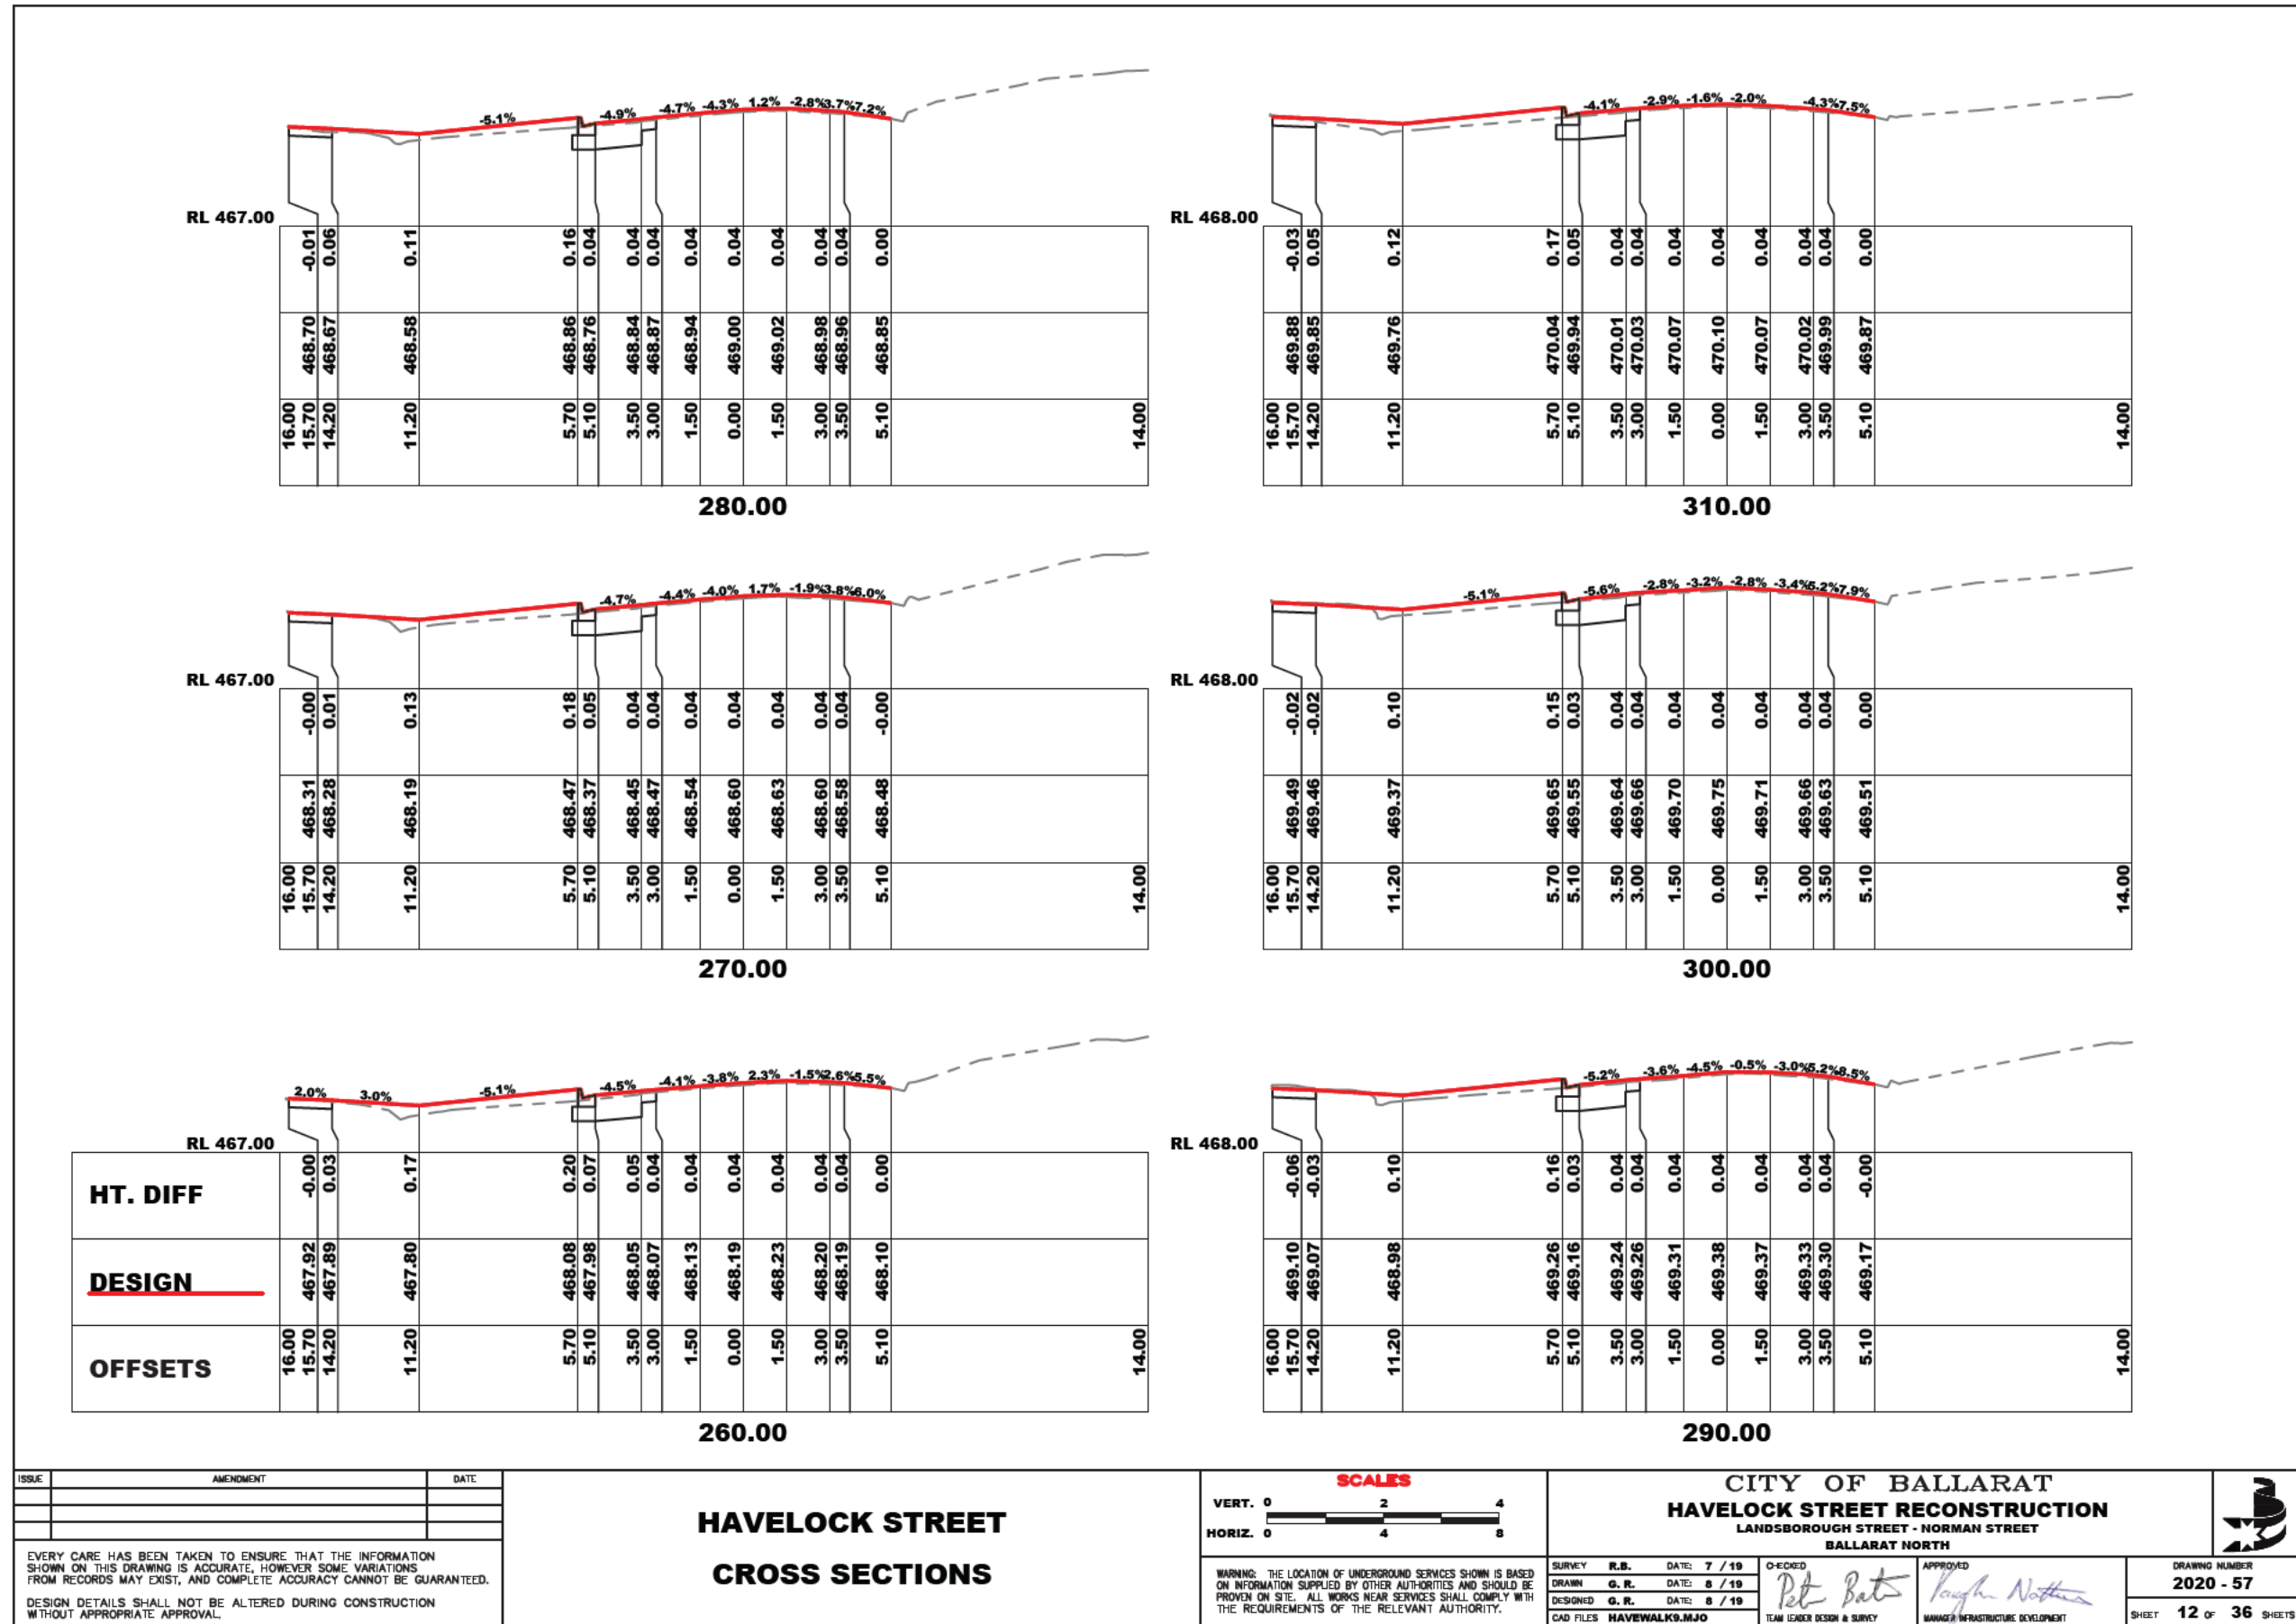 -5.1% -4.9% -4.7% -4.3% 1.2% -2.8% 3.7% 7.2%
RL 467.00
-0.01 0.06 0.11 0.16 0.04 0.04 0.04 0.04 0.04 0.04 0.04 0.04 0.00
468.70 468.67 468.58 468.86 468.76 468.84 468.87 468.94 469.00 469.02 468.98 468.96 468.85
16.00 15.70 14.20 11.20 5.70 5.10 3.50 3.00 1.50 0.00 1.50 3.00 3.50 5.10 14.00
280.00
-4.1% -2.9% -1.6% -2.0% -4.3% 7.5%
RL 468.00
-0.03 0.05 0.12 0.17 0.05 0.04 0.04 0.04 0.04 0.04 0.04 0.04 0.00
469.88 469.85 469.76 470.04 469.94 470.01 470.03 470.07 470.10 470.07 470.02 469.99 469.87
16.00 15.70 14.20 11.20 5.70 5.10 3.50 3.00 1.50 0.00 1.50 3.00 3.50 5.10 14.00
310.00
-4.7% -4.4% -4.0% 1.7% -1.9% 3.8% 6.0%
RL 467.00
-0.00 0.01 0.13 0.18 0.05 0.04 0.04 0.04 0.04 0.04 0.04 0.04 -0.00
468.31 468.28 468.19 468.47 468.37 468.45 468.47 468.54 468.60 468.63 468.60 468.58 468.48
16.00 15.70 14.20 11.20 5.70 5.10 3.50 3.00 1.50 0.00 1.50 3.00 3.50 5.10 14.00
270.00
-5.1% -5.6% -2.8% -3.2% -2.8% -3.4% 5.2% 7.9%
RL 468.00
-0.02 -0.02 0.10 0.15 0.03 0.04 0.04 0.04 0.04 0.04 0.04 0.04 0.00
469.49 469.46 469.37 469.65 469.55 469.64 469.66 469.70 469.75 469.71 469.66 469.63 469.51
16.00 15.70 14.20 11.20 5.70 5.10 3.50 3.00 1.50 0.00 1.50 3.00 3.50 5.10 14.00
300.00
2.0% 3.0% -5.1% -4.5% -4.1% -3.8% 2.3% -1.5% 2.6% 5.5%
RL 467.00
HT. DIFF -0.00 0.03 0.17 0.20 0.07 0.05 0.04 0.04 0.04 0.04 0.04 0.04 0.00
DESIGN 467.92 467.89 467.80 468.08 467.98 468.05 468.07 468.13 468.19 468.23 468.20 468.19 468.10
OFFSETS 16.00 15.70 14.20 11.20 5.70 5.10 3.50 3.00 1.50 0.00 1.50 3.00 3.50 5.10 14.00
260.00
-5.2% -3.6% -4.5% -0.5% -3.0% 5.2% 8.5%
RL 468.00
-0.06 -0.03 0.10 0.16 0.03 0.04 0.04 0.04 0.04 0.04 0.04 0.04 -0.00
469.10 469.07 468.98 469.26 469.16 469.24 469.26 469.31 469.38 469.37 469.33 469.30 469.17
16.00 15.70 14.20 11.20 5.70 5.10 3.50 3.00 1.50 0.00 1.50 3.00 3.50 5.10 14.00
290.00
ISSUE AMENDMENT DATE
EVERY CARE HAS BEEN TAKEN TO ENSURE THAT THE INFORMATION
SHOWN ON THIS DRAWING IS ACCURATE, HOWEVER SOME VARIATIONS
FROM RECORDS MAY EXIST, AND COMPLETE ACCURACY CANNOT BE GUARANTEED.
DESIGN DETAILS SHALL NOT BE ALTERED DURING CONSTRUCTION
WITHOUT APPROPRIATE APPROVAL.
HAVELOCK STREET
CROSS SECTIONS
SCALES
VERT. 0 2 4
HORIZ. 0 4 8
WARNING: THE LOCATION OF UNDERGROUND SERVICES SHOWN IS BASED
ON INFORMATION SUPPLIED BY OTHER AUTHORITIES AND SHOULD BE
PROVEN ON SITE. ALL WORKS NEAR SERVICES SHALL COMPLY WITH
THE REQUIREMENTS OF THE RELEVANT AUTHORITY.
CITY OF BALLARAT
HAVELOCK STREET RECONSTRUCTION
LANDSBOROUGH STREET - NORMAN STREET
BALLARAT NORTH
SURVEY R.B. DATE: 7 / 19
DRAWN G. R. DATE: 8 / 19
DESIGNED G. R. DATE: 8 / 19
CAD FILES HAVEWALK9.MJO
CHECKED
TEAM LEADER DESIGN & SURVEY
APPROVED
MANAGER INFRASTRUCTURE DEVELOPMENT
DRAWING NUMBER
2020 - 57
SHEET 12 OF 36 SHEETS